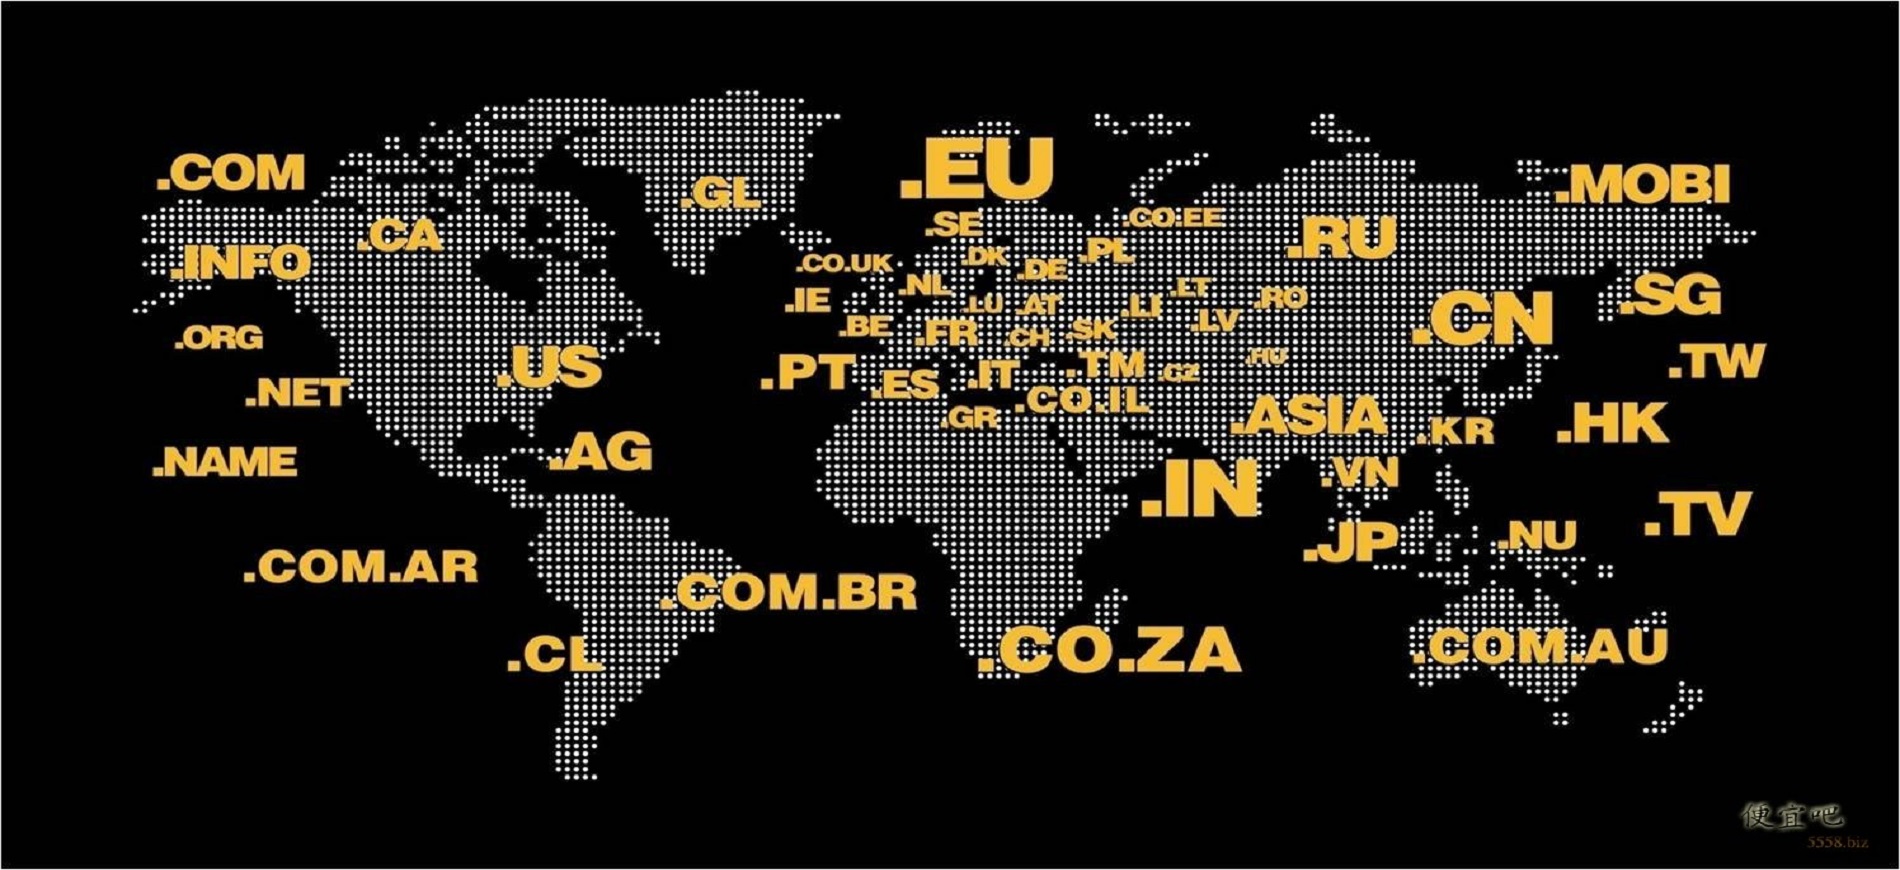 .COM
.CA
.INFO
.ORG
.NET
.NAME
.US
.GL
.AG
.COM.AR
.COM.BR
.CL
.EU
.SE
.CO.EE
.CO.UK
.DK
.DE
.PL
.IE
.NL
.LU
.AT
.LI
.LT
.RO
.BE
.FR
.CH
.SK
.LV
.PT
.ES
.IT
.TM
.CZ
.HU
.GR
.CO.IL
.CO.ZA
.RU
.MOBI
.CN
.SG
.TW
.ASIA
.KR
.HK
.IN
.VN
.TV
.JP
.NU
.COM.AU
便宜吧
5558.biz